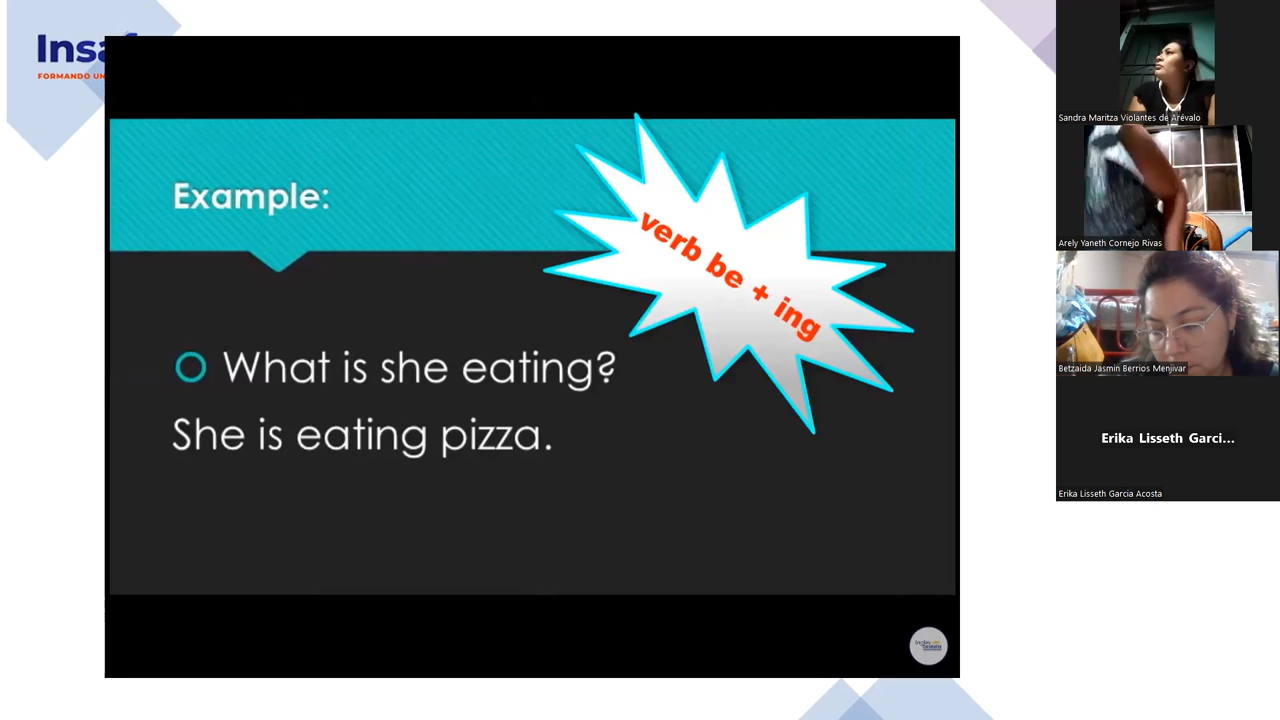 Insaf
FORMANDO UN
Example:
verb be + ing
What is she eating?
She is eating pizza.
Sandra Maritza Violantes de Arévalo
Arely Yaneth Cornejo Rivas
Betzaida Jasmin Berrios Menjivar
Erika Lisseth Garci...
Erika Lisseth Garcia Acosta